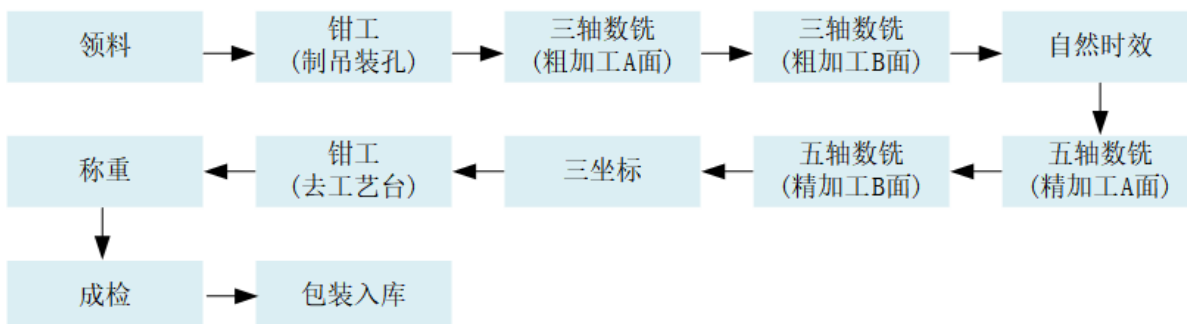 领料
钳工
(制吊装孔)
三轴数铣
(粗加工A面)
三轴数铣
(粗加工B面)
自然时效
五轴数铣
(精加工A面)
五轴数铣
(精加工B面)
三坐标
钳工
(去工艺台)
称重
成检
包装入库